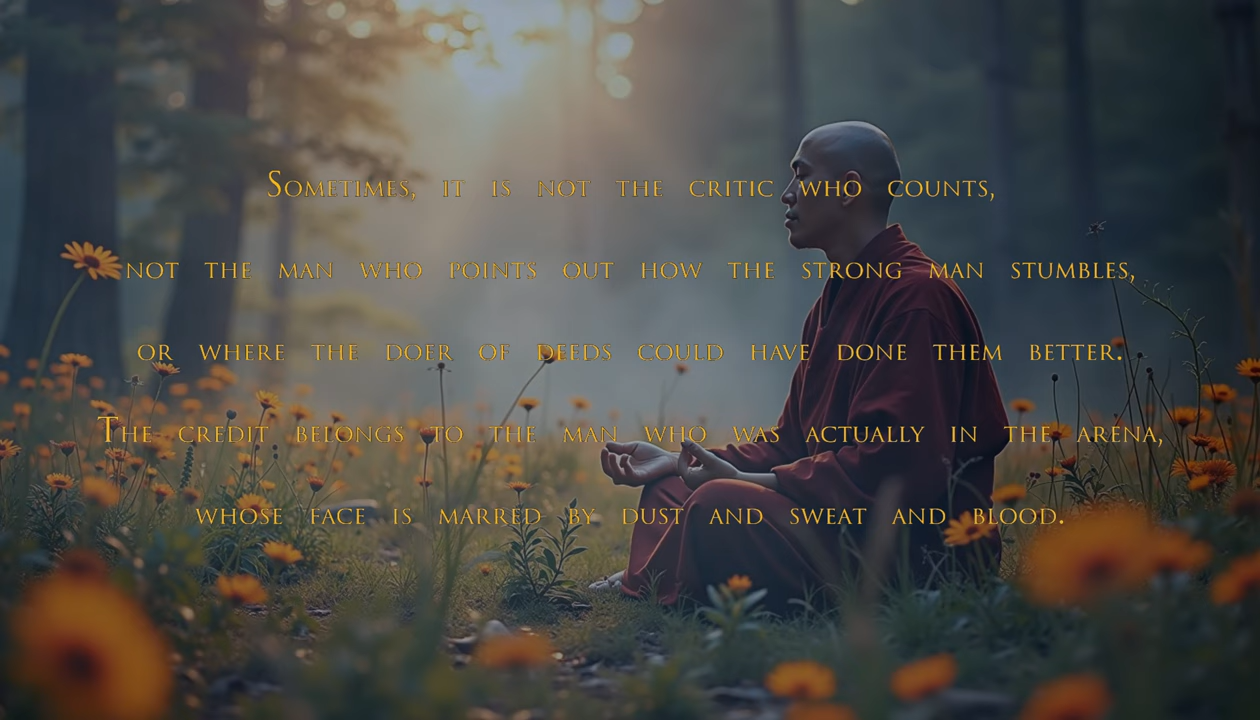 Sometimes, it is not the critic who counts,
not the man who points out how the strong man stumbles,
or where the doer of deeds could have done them better.
The credit belongs to the man who was actually in the arena,
whose face is marred by dust and sweat and blood.